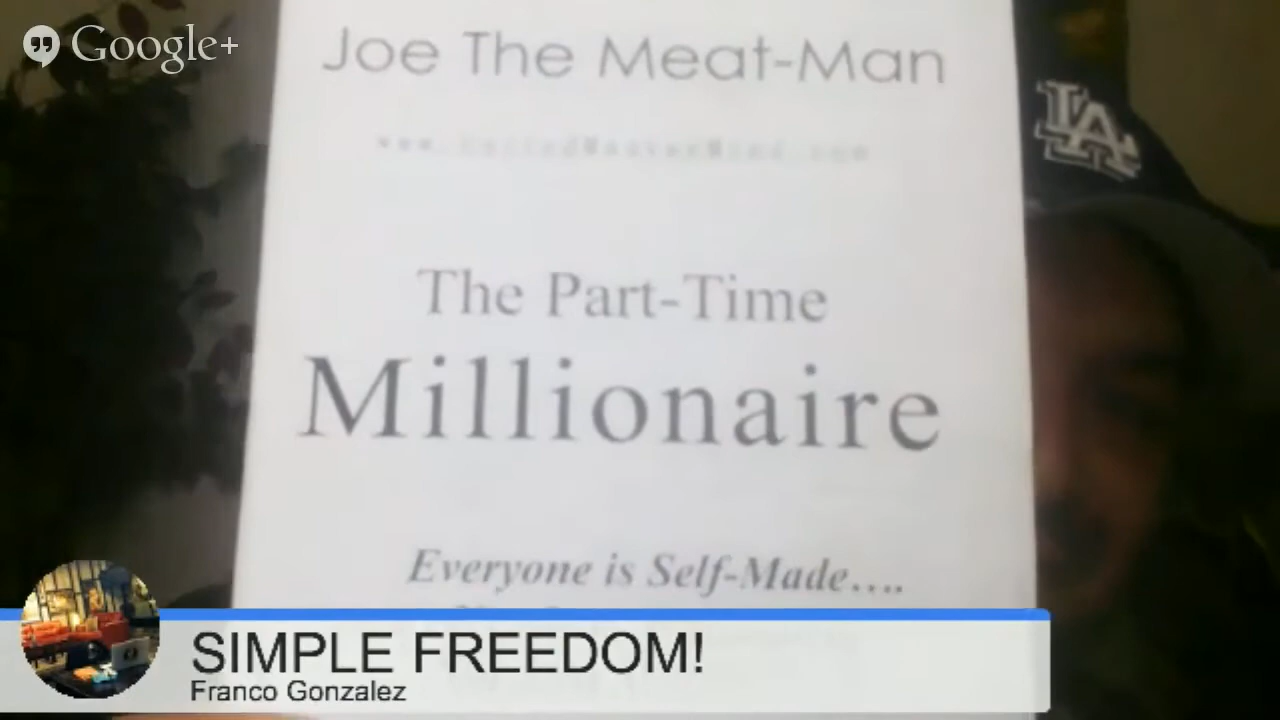 Google+
Joe The Meat-Man
LA
The Part-Time
Millionaire
Everyone is Self-Made....
SIMPLE FREEDOM!
Franco Gonzalez